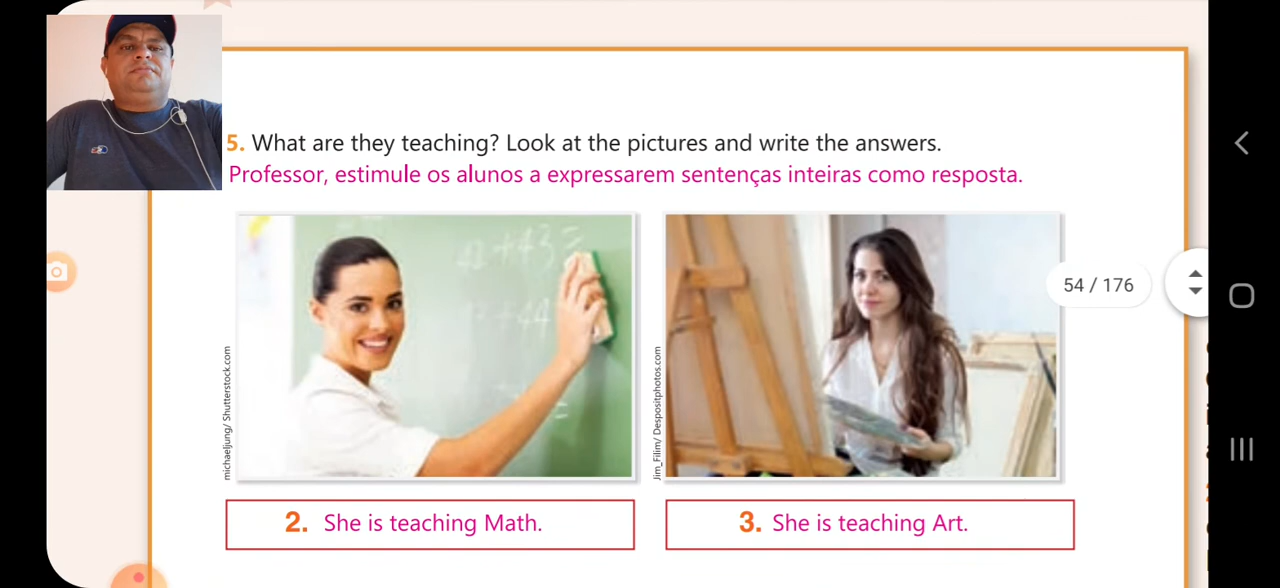 5. What are they teaching? Look at the pictures and write the answers.
Professor, estimule os alunos a expressarem sentenças inteiras como resposta.
michaeljung/ Shutterstock.com
Jim_Filim/ Despositphotos.com
54 / 176
2. She is teaching Math.
3. She is teaching Art.